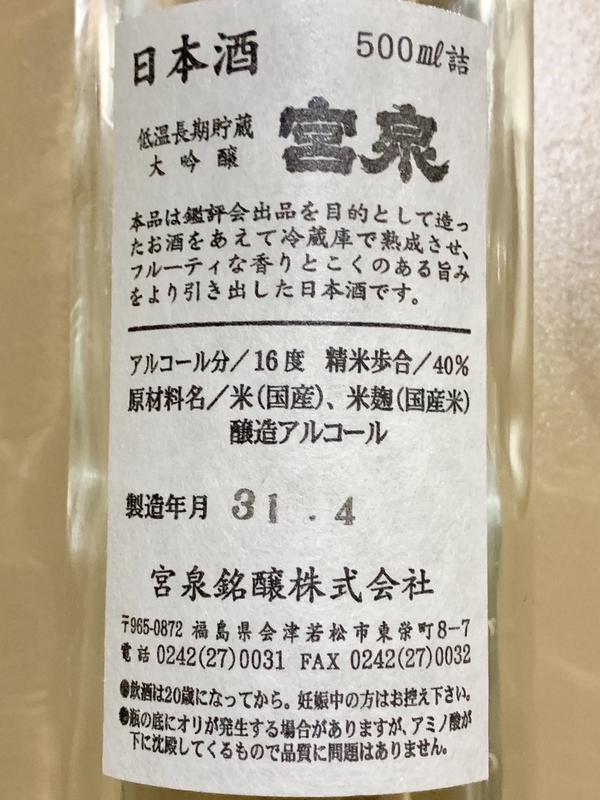 日本酒 500㎖詰
低温長期貯蔵
大吟醸
宮泉
本品は鑑評会出品を目的として造っ
たお酒をあえて冷蔵庫で熟成させ、
フルーティな香りとこくのある旨み
をより引き出した日本酒です。
アルコール分／16度 精米歩合／40%
原材料名／米(国産)、米麹(国産米)
醸造アルコール
製造年月 31.4
宮泉銘醸株式会社
〒965-0872 福島県会津若松市東栄町8-7
電話 0242(27)0031 FAX 0242(27)0032
●飲酒は20歳になってから。妊娠中の方はお控え下さい。
●瓶の底にオリが発生する場合がありますが、アミノ酸が
下に沈殿してくるもので品質に問題はありません。